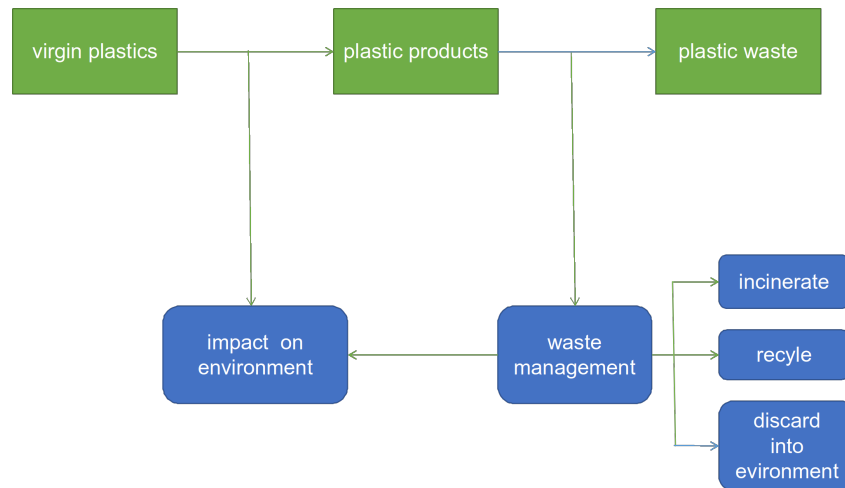 virgin plastics
plastic products
plastic waste
impact on
environment
waste
management
incinerate
recyle
discard
into
evironment